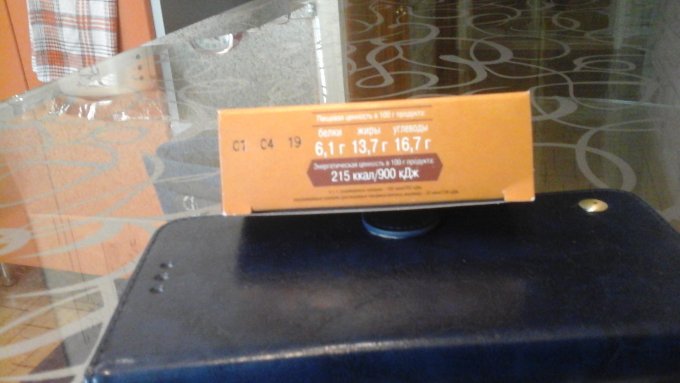 Пищевая ценность в 100 г продукта:
белки жиры углеводы
С1 С4 19
6,1 г 13,7 г 16,7 г
Энергетическая ценность в 100 г продукта:
215 ккал/900 кДж